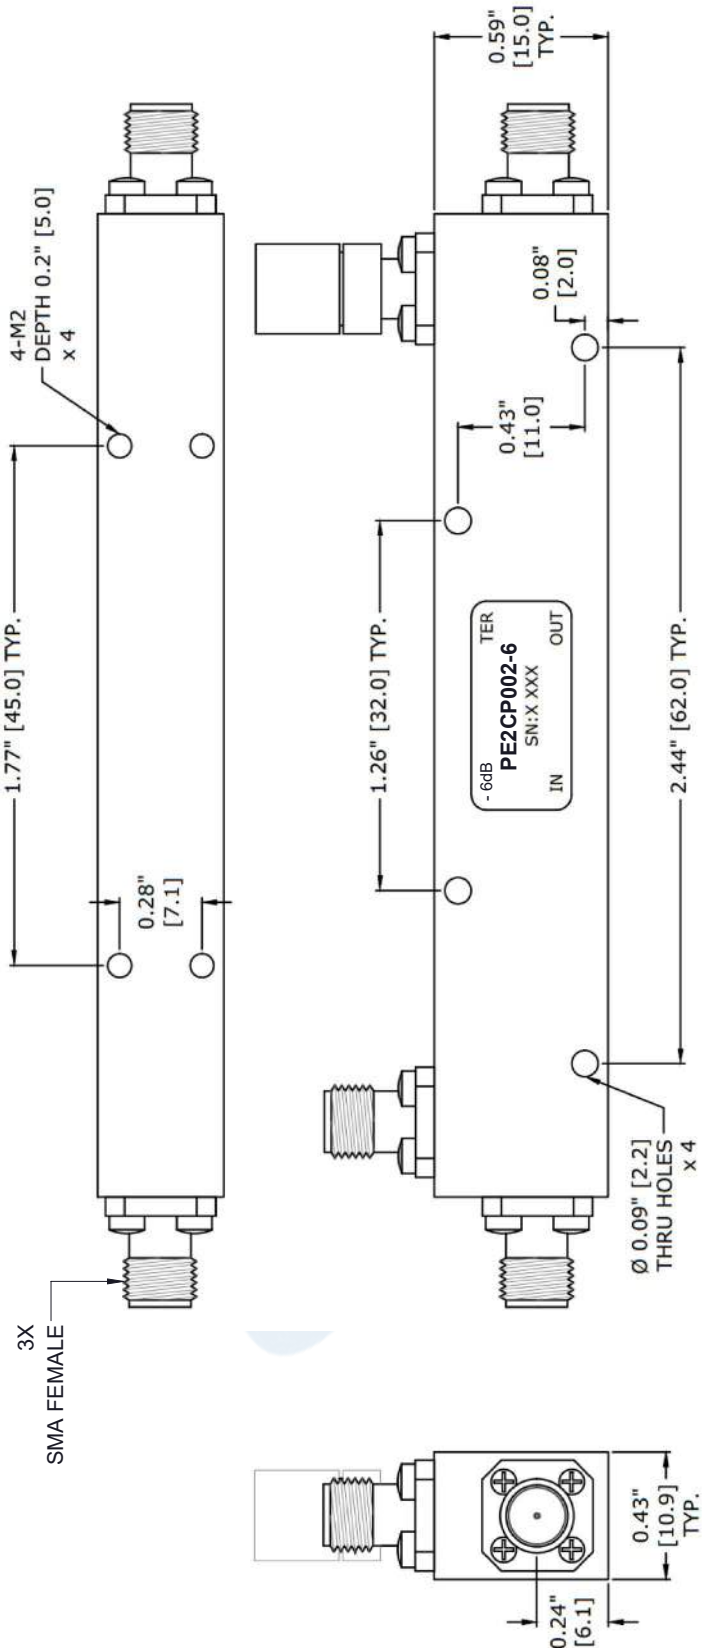 3X
SMA FEMALE
1.77" [45.0] TYP.
0.28"
[7.1]
4-M2
DEPTH 0.2" [5.0]
x 4
0.24"
[6.1]
0.43"
[10.9]
TYP.
Ø 0.09" [2.2]
THRU HOLES
x 4
1.26" [32.0] TYP.
- 6dB
TER
PE2CP002-6
SN:X XXX
IN
OUT
2.44" [62.0] TYP.
0.43"
[11.0]
0.08"
[2.0]
0.59"
[15.0]
TYP.